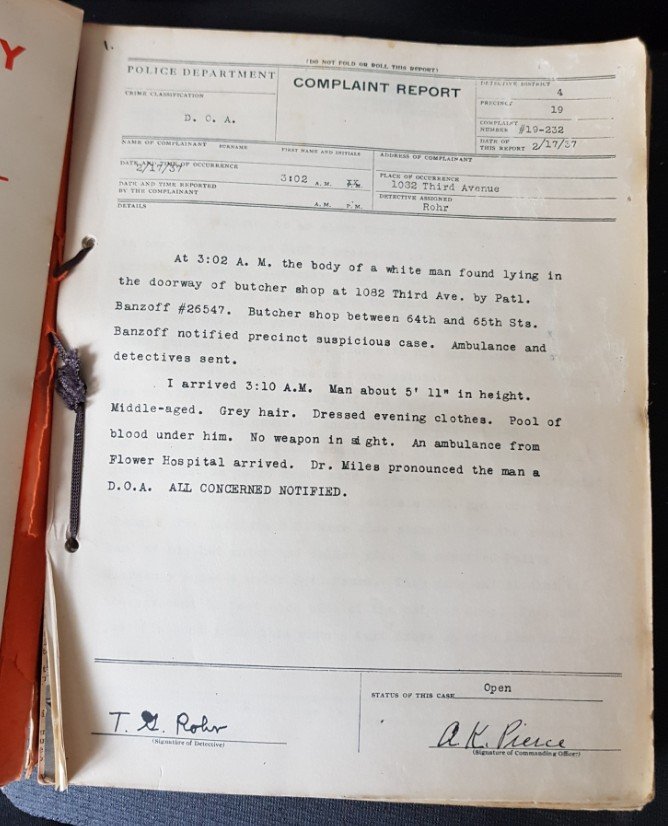 Y
1.
(DO NOT FOLD OR ROLL THIS REPORT)
POLICE DEPARTMENT
COMPLAINT REPORT
CRIME CLASSIFICATION
D. O. A.
DETECTIVE DISTRICT 4
PRECINCT 19
COMPLAINT
NUMBER #19-232
DATE OF
THIS REPORT 2/17/37
NAME OF COMPLAINANT SURNAME FIRST NAME AND INITIALS
ADDRESS OF COMPLAINANT
DATE AND TIME OF OCCURRENCE
2/17/37 3:02 A. M.
PLACE OF OCCURRENCE
1082 Third Avenue
DATE AND TIME REPORTED
BY THE COMPLAINANT A. M. P. M.
DETECTIVE ASSIGNED
Rohr
DETAILS
At 3:02 A. M. the body of a white man found lying in
the doorway of butcher shop at 1082 Third Ave. by Patl.
Banzoff #26547. Butcher shop between 64th and 65th Sts.
Banzoff notified precinct suspicious case. Ambulance and
detectives sent.
I arrived 3:10 A.M. Man about 5' 11" in height.
Middle-aged. Grey hair. Dressed evening clothes. Pool of
blood under him. No weapon in sight. An ambulance from
Flower Hospital arrived. Dr. Miles pronounced the man a
D.O.A. ALL CONCERNED NOTIFIED.
STATUS OF THIS CASE Open
T. G. Rohr
(Signature of Detective)
A. K. Pierce
(Signature of Commanding Officer)